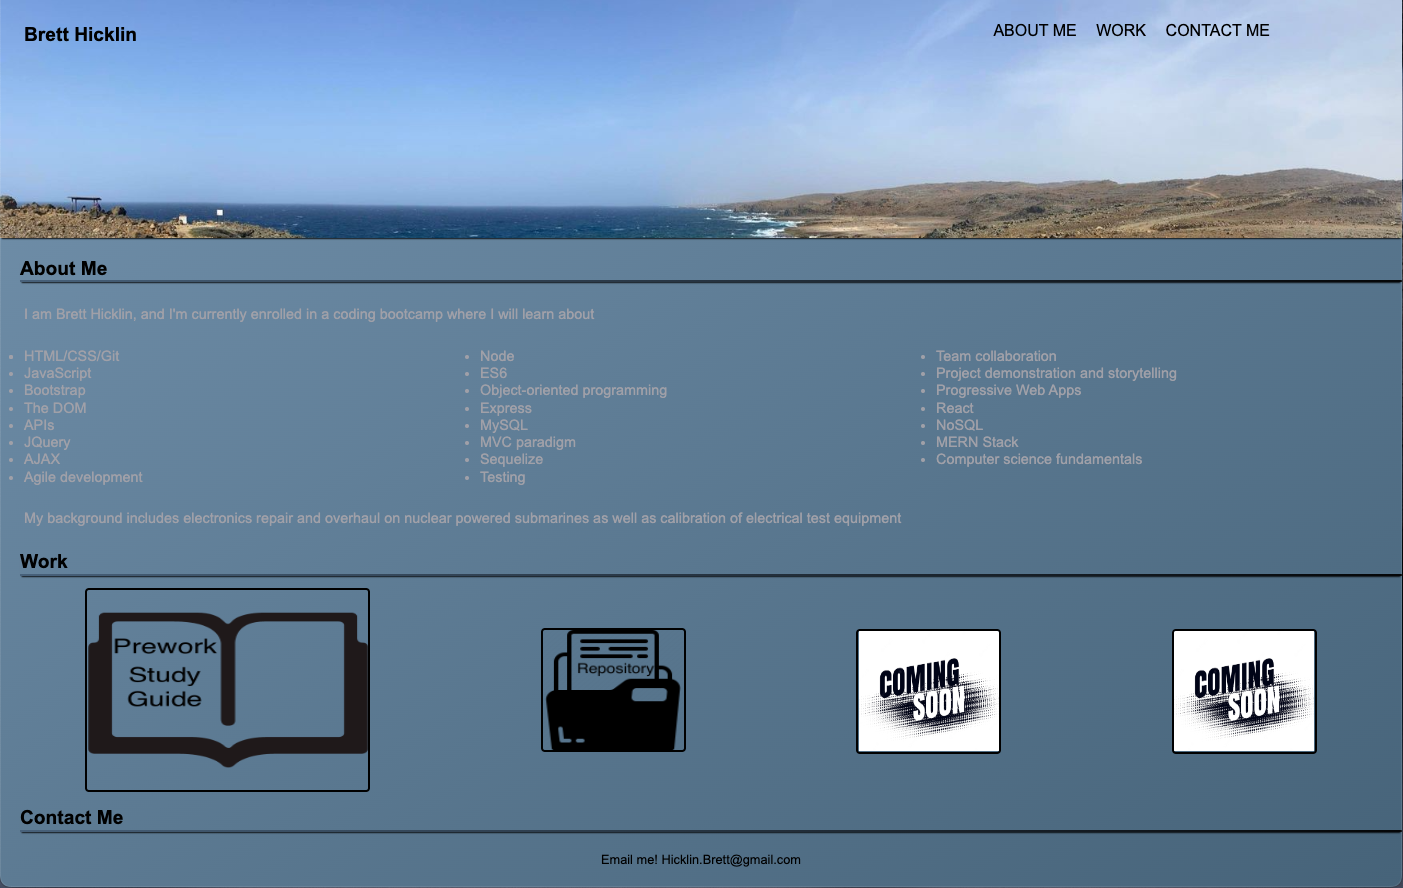 Brett Hicklin
ABOUT ME WORK CONTACT ME
About Me
I am Brett Hicklin, and I'm currently enrolled in a coding bootcamp where I will learn about
HTML/CSS/Git
JavaScript
Bootstrap
The DOM
APIs
JQuery
AJAX
Agile development
Node
ES6
Object-oriented programming
Express
MySQL
MVC paradigm
Sequelize
Testing
Team collaboration
Project demonstration and storytelling
Progressive Web Apps
React
NoSQL
MERN Stack
Computer science fundamentals
My background includes electronics repair and overhaul on nuclear powered submarines as well as calibration of electrical test equipment
Work
Prework
Study
Guide
Repository
COMING
SOON
COMING
SOON
Contact Me
Email me! Hicklin.Brett@gmail.com